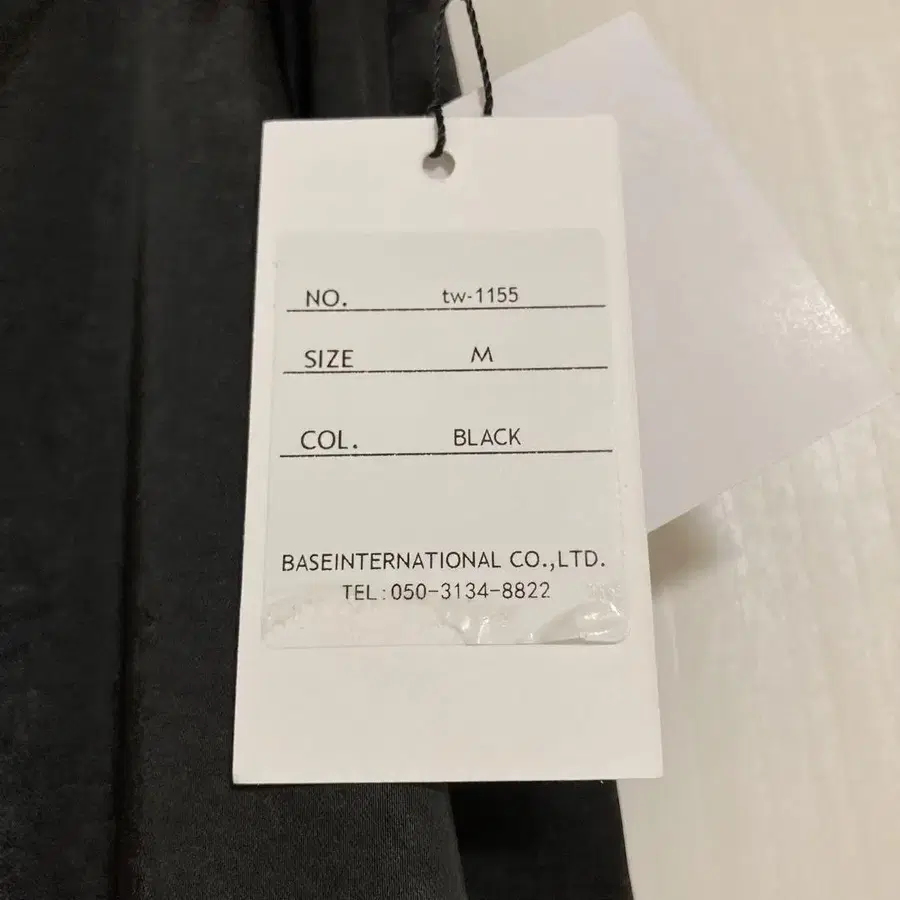 NO. tw-1155
SIZE M
COL. BLACK
BASEINTERNATIONAL CO.,LTD.
TEL:050-3134-8822